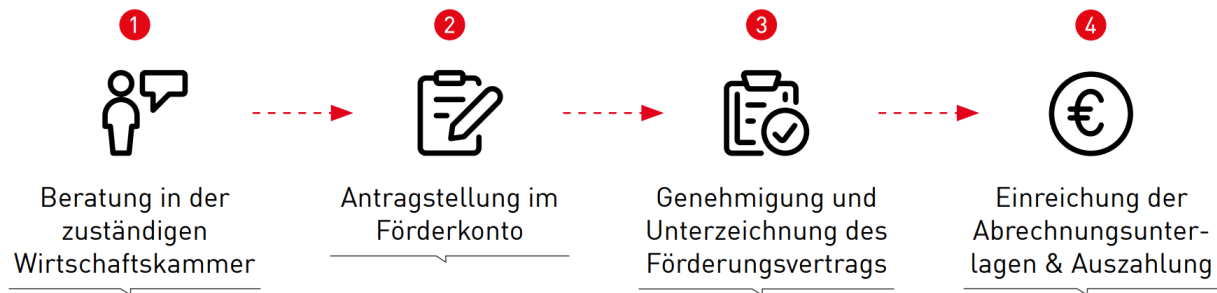 1
Beratung in der
zuständigen
Wirtschaftskammer
2
Antragstellung im
Förderkonto
3
Genehmigung und
Unterzeichnung des
Förderungsvertrags
4
€
Einreichung der
Abrechnungsunter-
lagen & Auszahlung